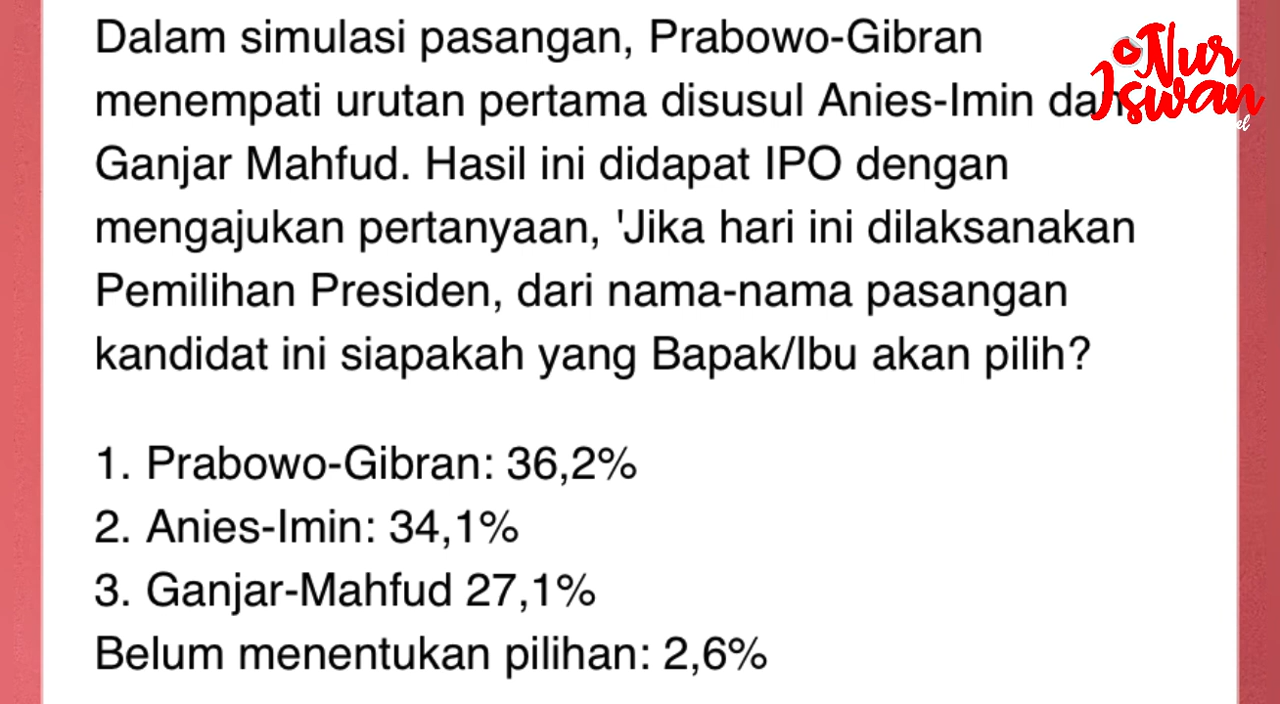 Dalam simulasi pasangan, Prabowo-Gibran
menempati urutan pertama disusul Anies-Imin dan
Ganjar Mahfud. Hasil ini didapat IPO dengan
mengajukan pertanyaan, 'Jika hari ini dilaksanakan
Pemilihan Presiden, dari nama-nama pasangan
kandidat ini siapakah yang Bapak/Ibu akan pilih?
1. Prabowo-Gibran: 36,2%
2. Anies-Imin: 34,1%
3. Ganjar-Mahfud 27,1%
Belum menentukan pilihan: 2,6%
Nur
Iswan